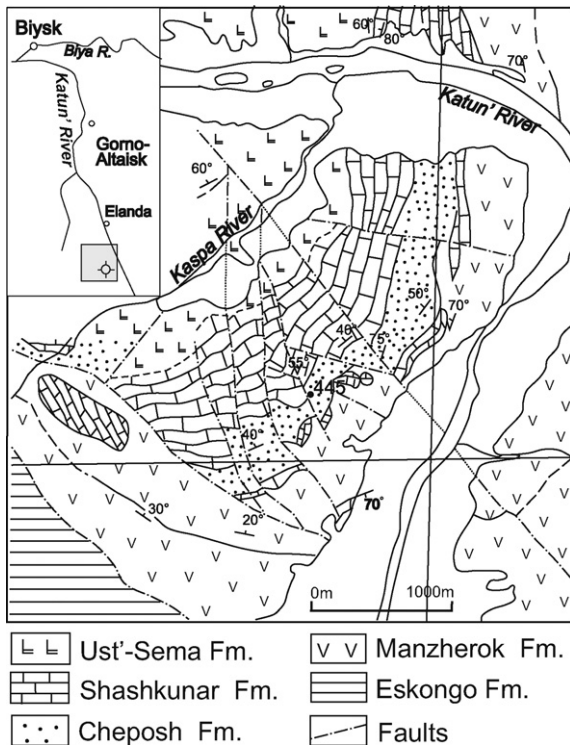 Biysk
Biya R.
Katun' River
Gorno-
Altaisk
Elanda
60°
80°
70°
Katun' River
60°
Kaspa River
50°
70°
40°
5°
55°
445
40°
30°
20°
70°
0m 1000m
Ust'-Sema Fm.
Manzherok Fm.
Shashkunar Fm.
Eskongo Fm.
Cheposh Fm.
Faults